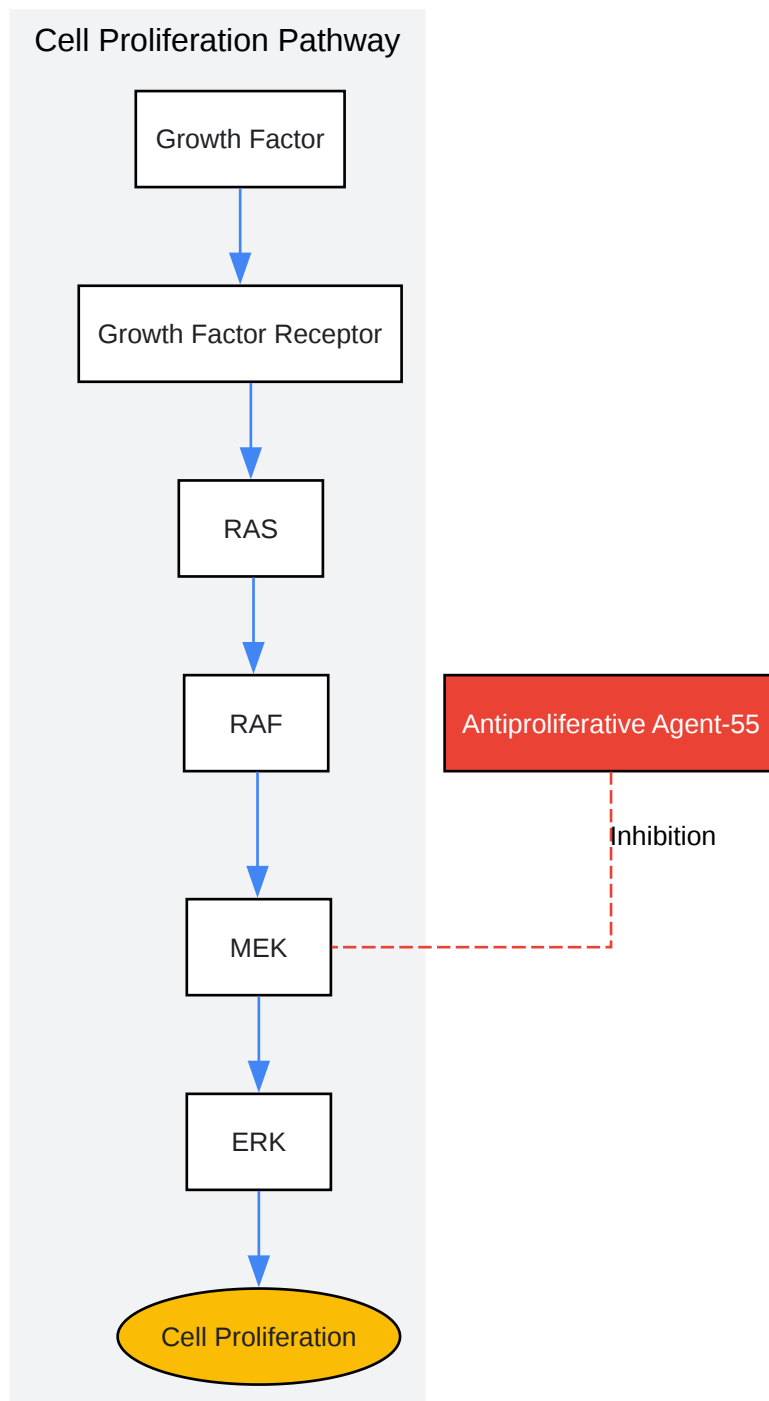 Cell Proliferation Pathway
Growth Factor
Growth Factor Receptor
RAS
RAF
Antiproliferative Agent-55
Inhibition
MEK
ERK
Cell Proliferation